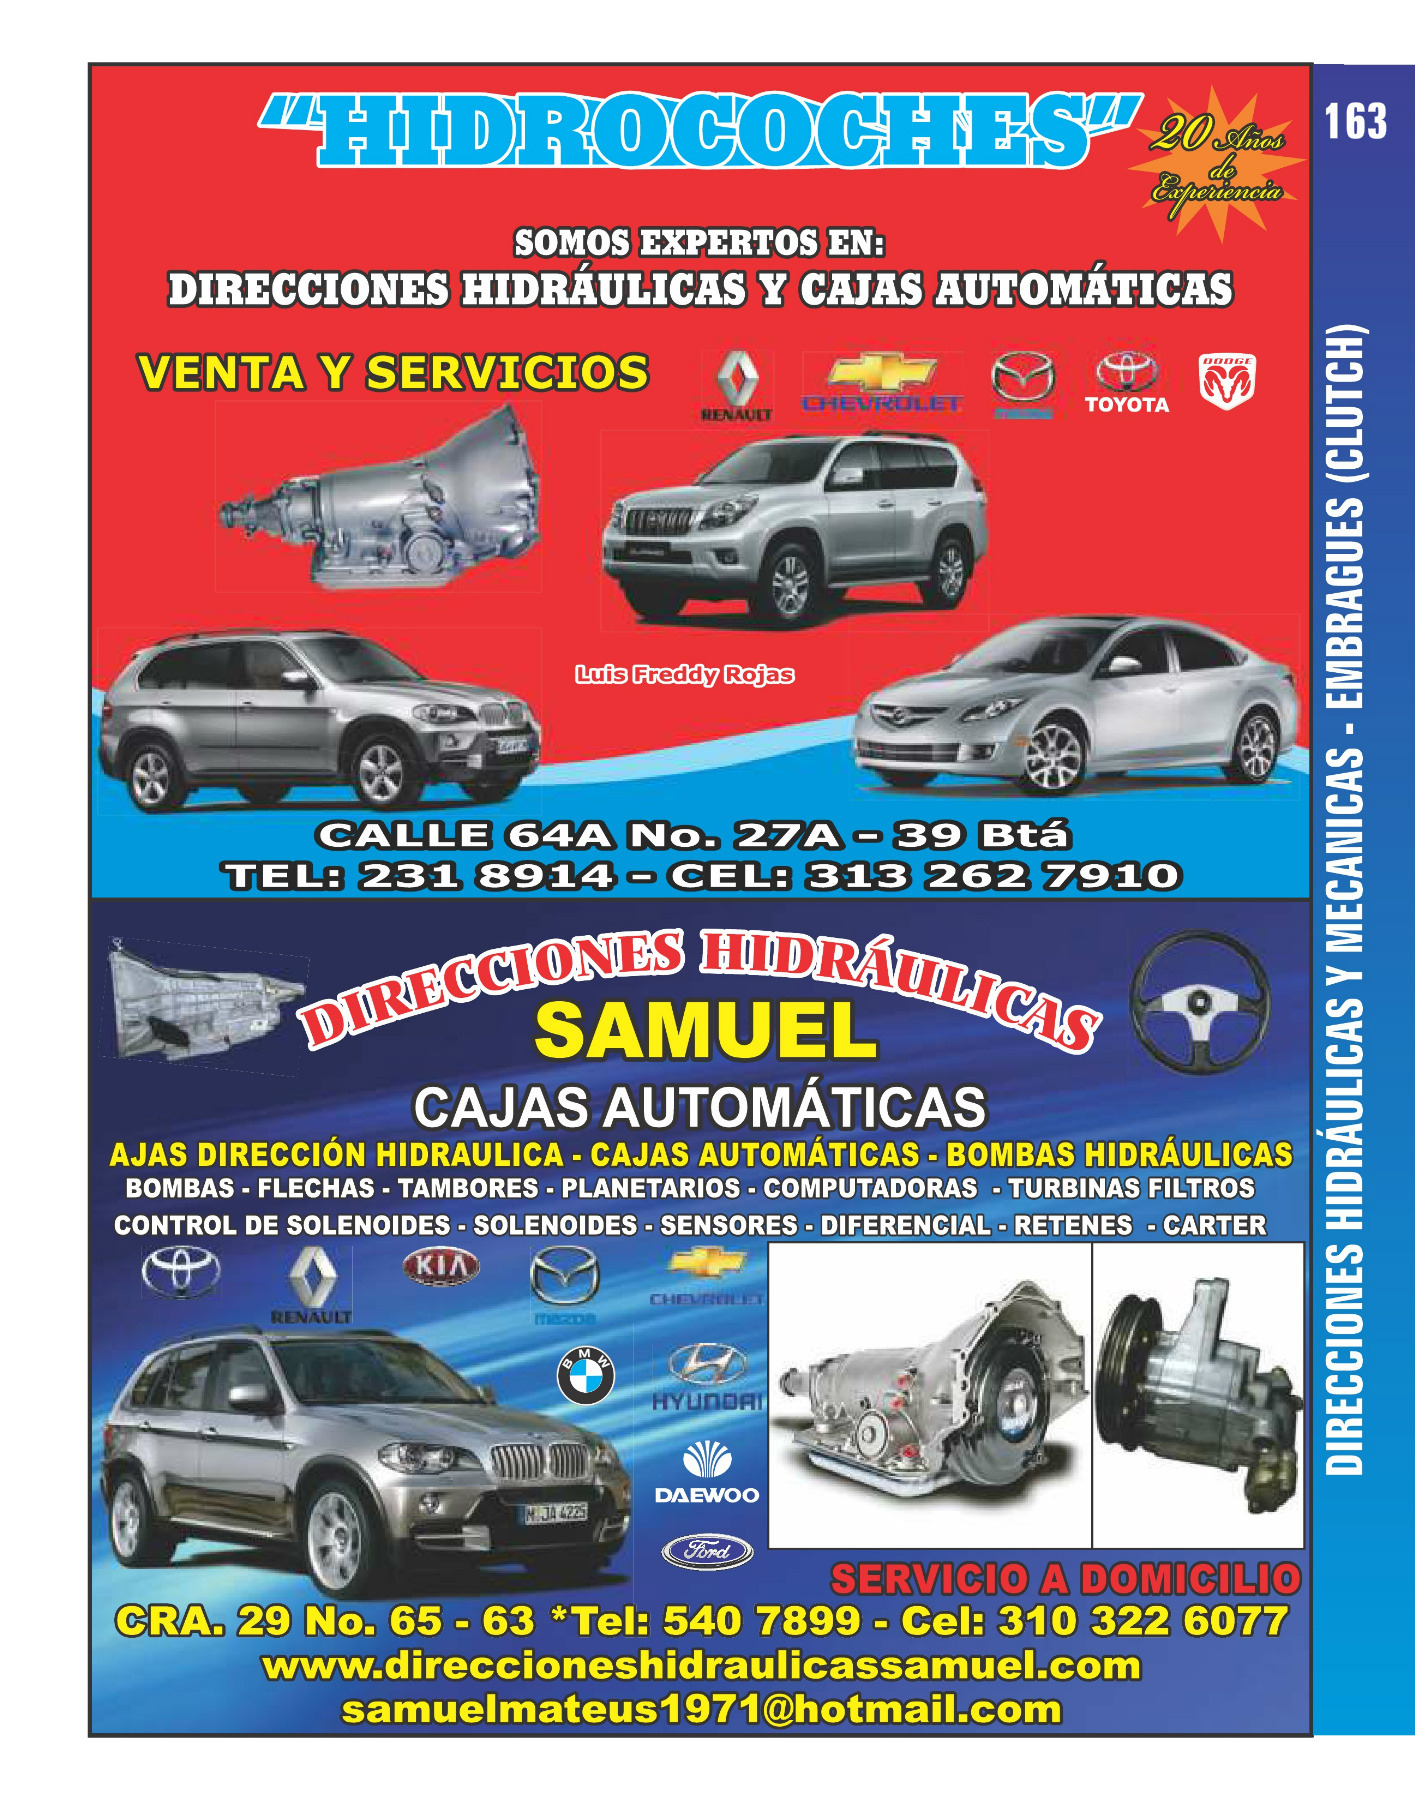 "HIDROCOCHES"
20 Años
de
Experiencia
163
SOMOS EXPERTOS EN:
DIRECCIONES HIDRÁULICAS Y CAJAS AUTOMÁTICAS
VENTA Y SERVICIOS
RENAULT
CHEVROLET
mazda
TOYOTA
DODGE
Luis Freddy Rojas
CALLE 64A No. 27A – 39 Btá
TEL: 231 8914 – CEL: 313 262 7910
DIRECCIONES HIDRÁULICAS Y MECANICAS - EMBRAGUES (CLUTCH)
DIRECCIONES HIDRÁULICAS
SAMUEL
CAJAS AUTOMÁTICAS
AJAS DIRECCIÓN HIDRAULICA - CAJAS AUTOMÁTICAS - BOMBAS HIDRÁULICAS
BOMBAS - FLECHAS - TAMBORES - PLANETARIOS - COMPUTADORAS - TURBINAS FILTROS
CONTROL DE SOLENOIDES - SOLENOIDES - SENSORES - DIFERENCIAL - RETENES - CARTER
RENAULT
KIA
mazda
CHEVROLET
BMW
HYUNDAI
DAEWOO
Ford
M JA 4225
SERVICIO A DOMICILIO
CRA. 29 No. 65 - 63 *Tel: 540 7899 - Cel: 310 322 6077
www.direccioneshidraulicassamuel.com
samuelmateus1971@hotmail.com